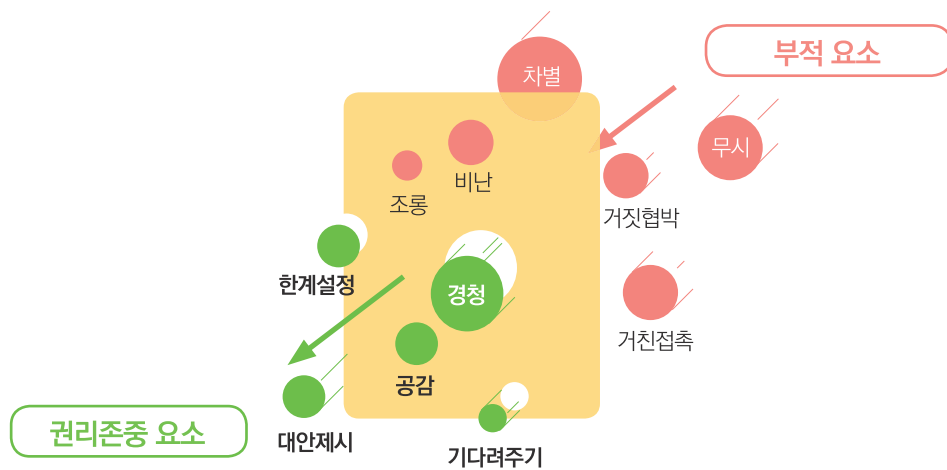 부적 요소
차별
무시
비난
조롱
거짓협박
한계설정
경청
거친접촉
공감
권리존중 요소
대안제시
기다려주기